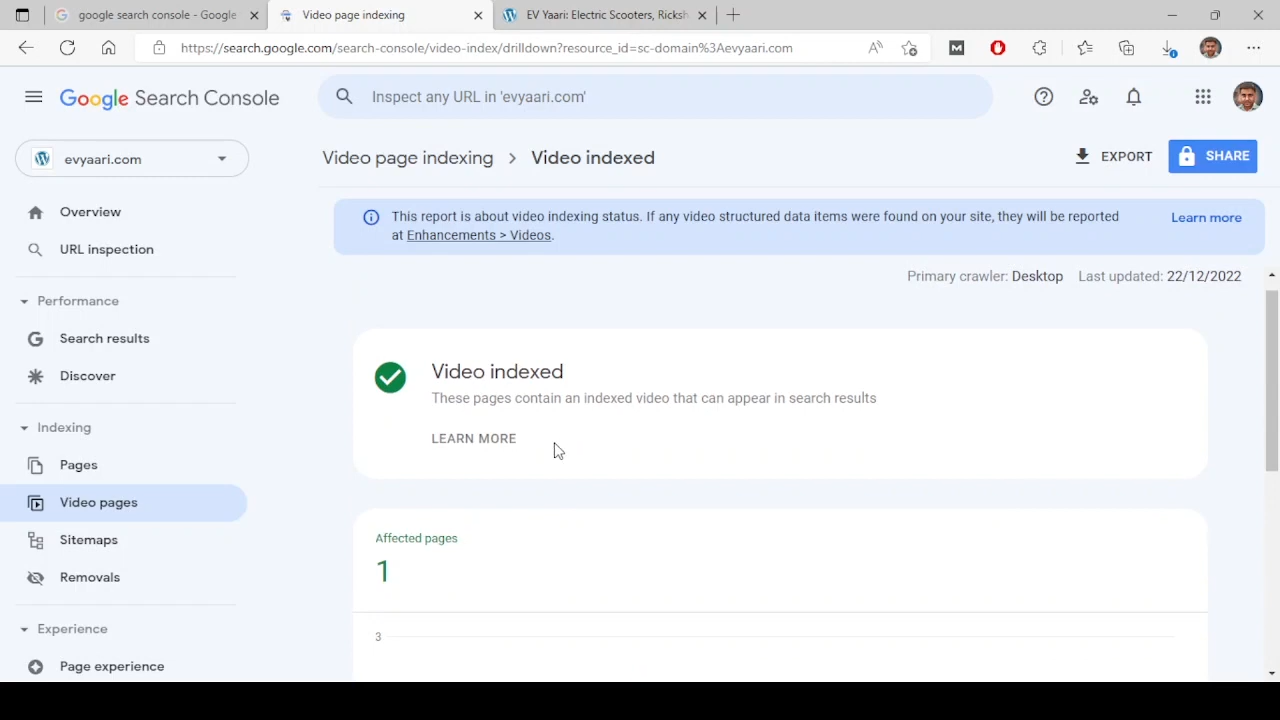 google search console - Google
Video page indexing
EV Yaari: Electric Scooters, Ricksh
https://search.google.com/search-console/video-index/drilldown?resource_id=sc-domain%3Aevyaari.com
Google Search Console
Inspect any URL in 'evyaari.com'
evyaari.com
Video page indexing
Video indexed
EXPORT
SHARE
Overview
URL inspection
Performance
Search results
Discover
Indexing
Pages
Video pages
Sitemaps
Removals
Experience
Page experience
This report is about video indexing status. If any video structured data items were found on your site, they will be reported
at Enhancements > Videos.
Learn more
Primary crawler: Desktop
Last updated: 22/12/2022
Video indexed
These pages contain an indexed video that can appear in search results
LEARN MORE
Affected pages
1
3